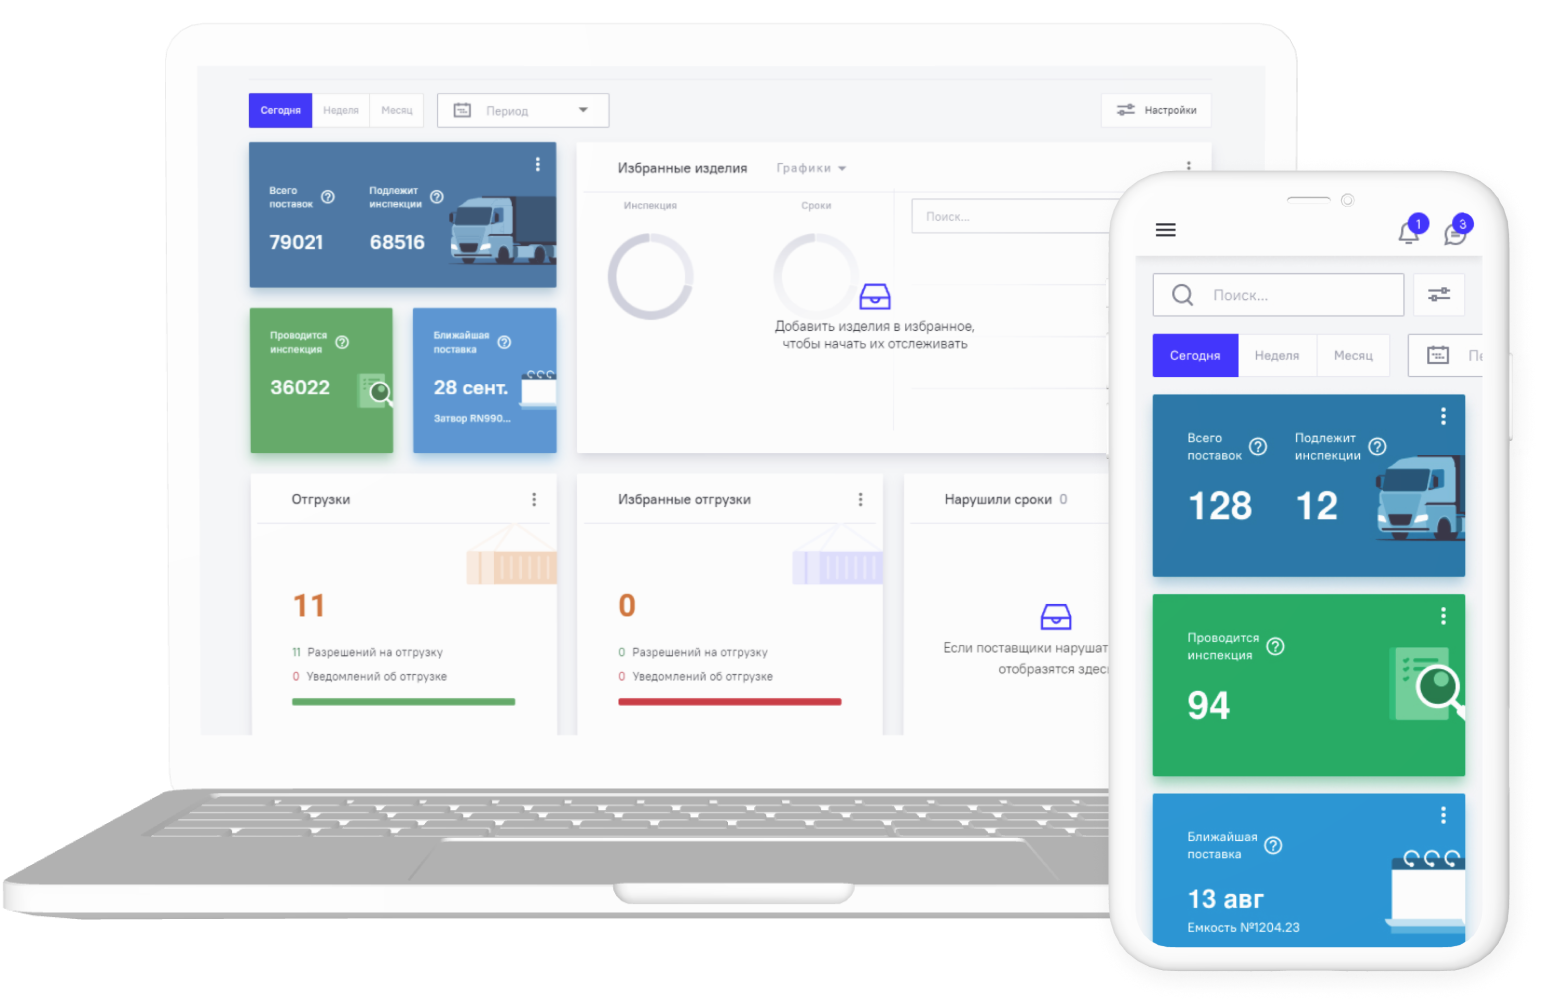 Сегодня Неделя Месяц Период Настройки
Всего поставок
79021
Подлежит инспекции
68516
Проводится инспекция
36022
Ближайшая поставка
28 сент.
Затвор RN990...
Избранные изделия Графики
Инспекция Сроки
Поиск...
Добавить изделия в избранное,
чтобы начать их отслеживать
Отгрузки
11
11 Разрешений на отгрузку
0 Уведомлений об отгрузке
Избранные отгрузки
0
0 Разрешений на отгрузку
0 Уведомлений об отгрузке
Нарушили сроки 0
Если поставщики нарушат
отобразятся здес
1 3
Поиск...
Сегодня Неделя Месяц Пе
Всего
поставок
128
Подлежит
инспекции
12
Проводится
инспекция
94
Ближайшая
поставка
13 авг
Емкость №1204.23